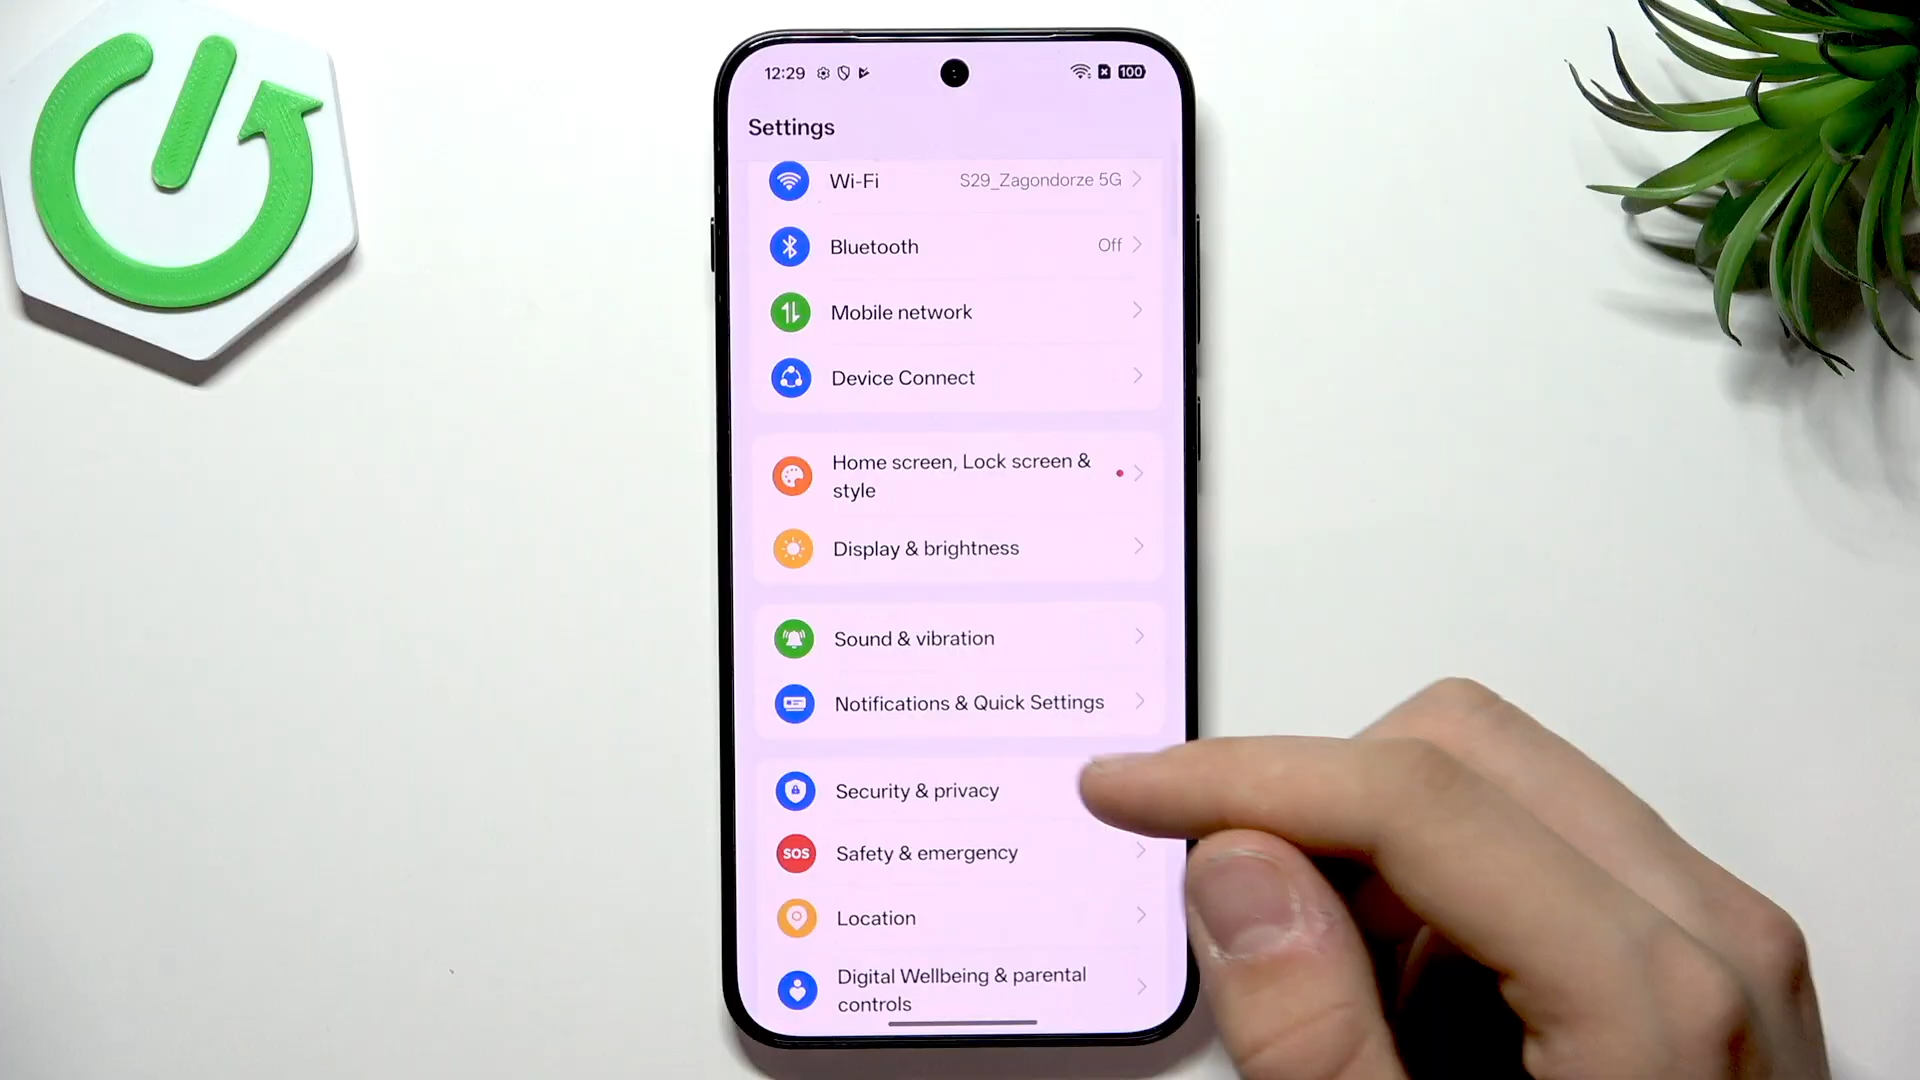 12:29
100
Settings
Wi-Fi S29_Zagondorze 5G
Bluetooth Off
Mobile network
Device Connect
Home screen, Lock screen &
style
Display & brightness
Sound & vibration
Notifications & Quick Settings
Security & privacy
SOS Safety & emergency
Location
Digital Wellbeing & parental
controls